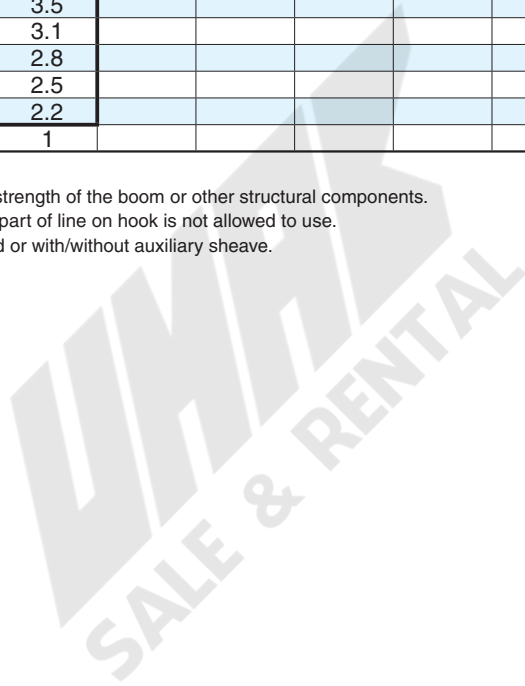 3.5
3.1
2.8
2.5
2.2
1
strength of the boom or other structural components.
part of line on hook is not allowed to use.
or with/without auxiliary sheave.
UMAK
SALE & RENTAL